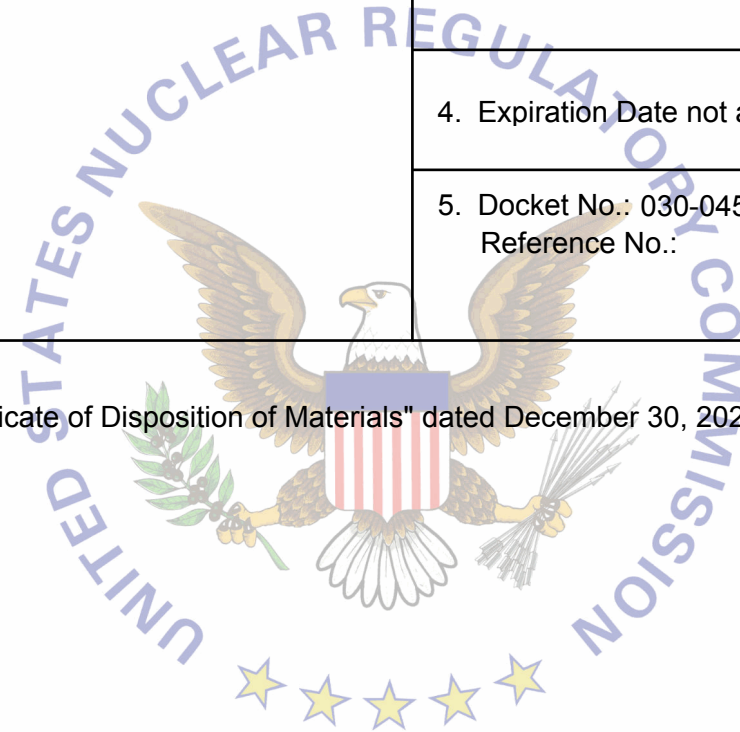 UNITED STATES NUCLEAR REGULATORY COMMISSION
4. Expiration Date not
5. Docket No.: 030-045
Reference No.:
of Disposition of Materials" dated December 30, 202